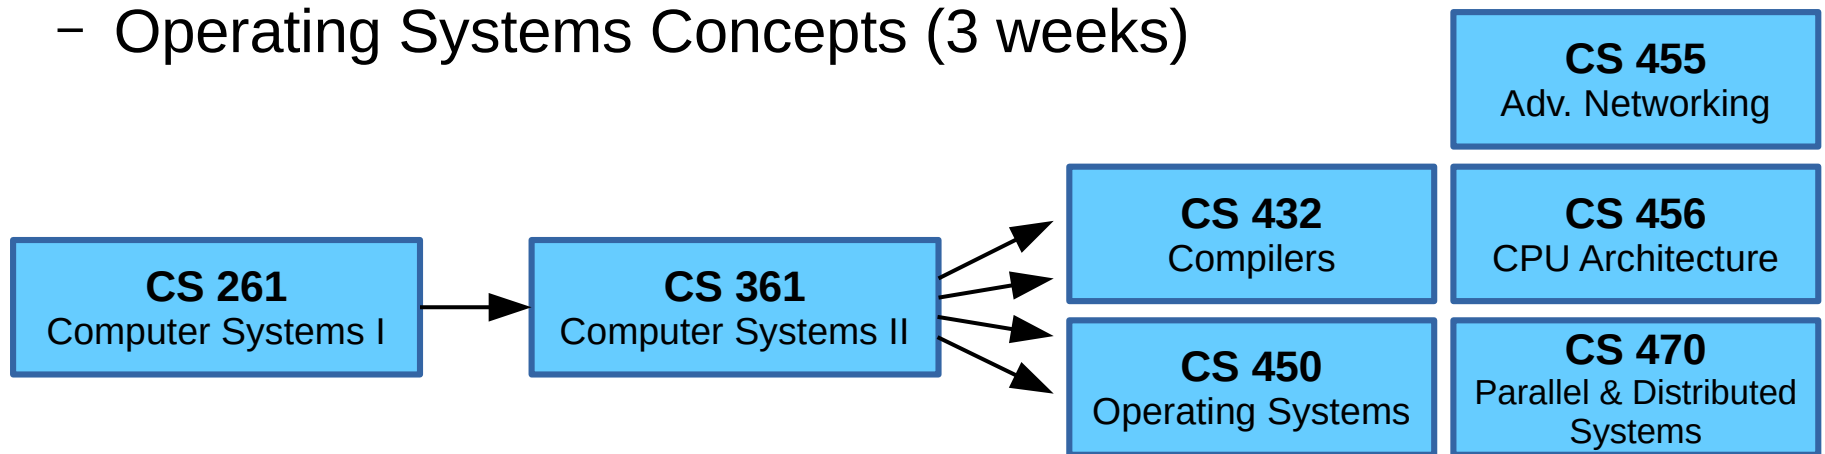 – Operating Systems Concepts (3 weeks)
CS 455
Adv. Networking
CS 432
Compilers
CS 456
CPU Architecture
CS 261
Computer Systems I
CS 361
Computer Systems II
CS 450
Operating Systems
CS 470
Parallel & Distributed
Systems